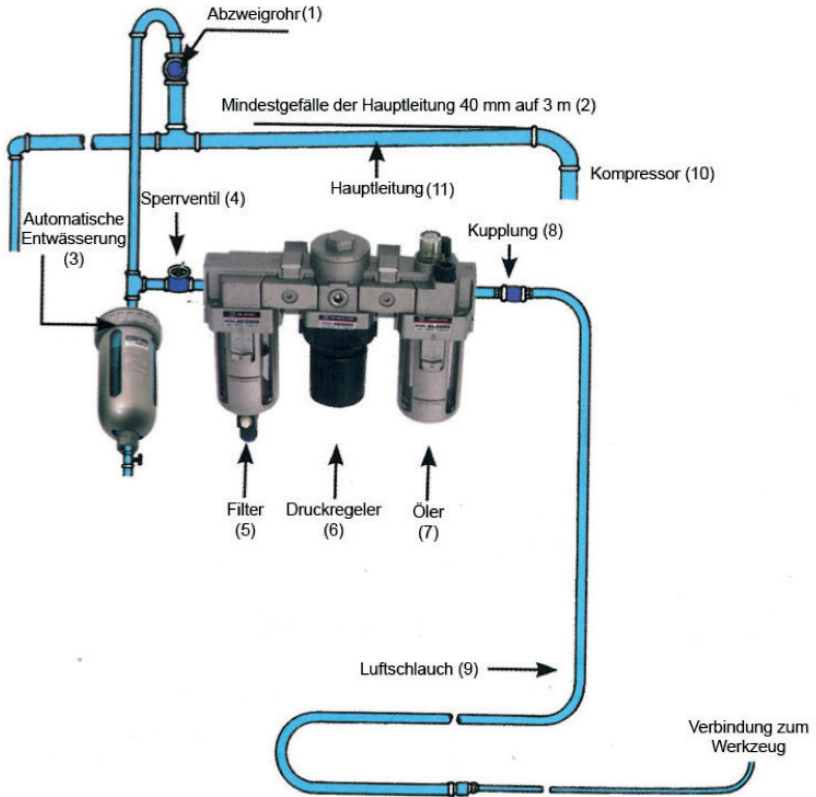 Abzweigrohr (1)
Mindestgefälle der Hauptleitung 40 mm auf 3 m (2)
Kompressor (10)
Hauptleitung (11)
Sperrventil (4)
Automatische
Entwässerung
(3)
Kupplung (8)
Filter
(5)
Druckregeler
(6)
Öler
(7)
Luftschlauch (9)
Verbindung zum
Werkzeug